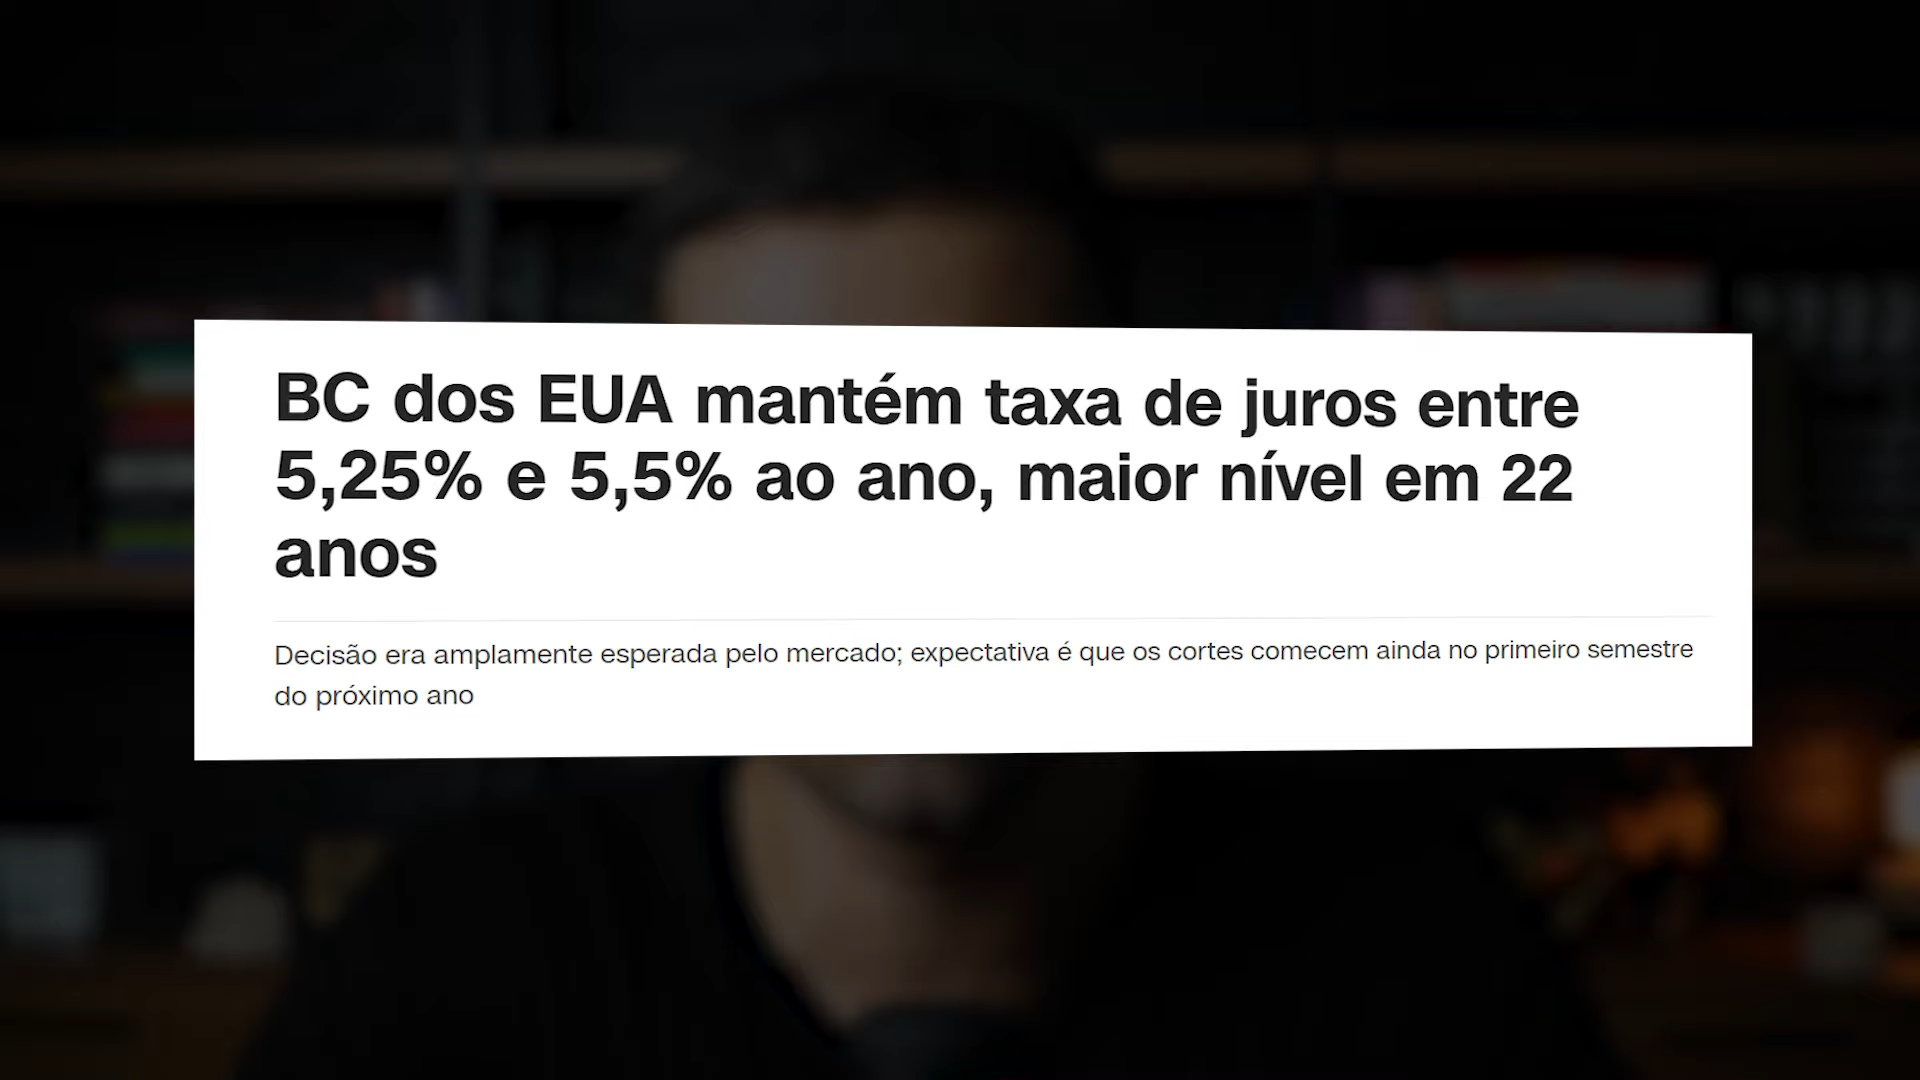 BC dos EUA mantém taxa de juros entre
5,25% e 5,5% ao ano, maior nível em 22
anos
Decisão era amplamente esperada pelo mercado; expectativa é que os cortes comecem ainda no primeiro semestre
do próximo ano